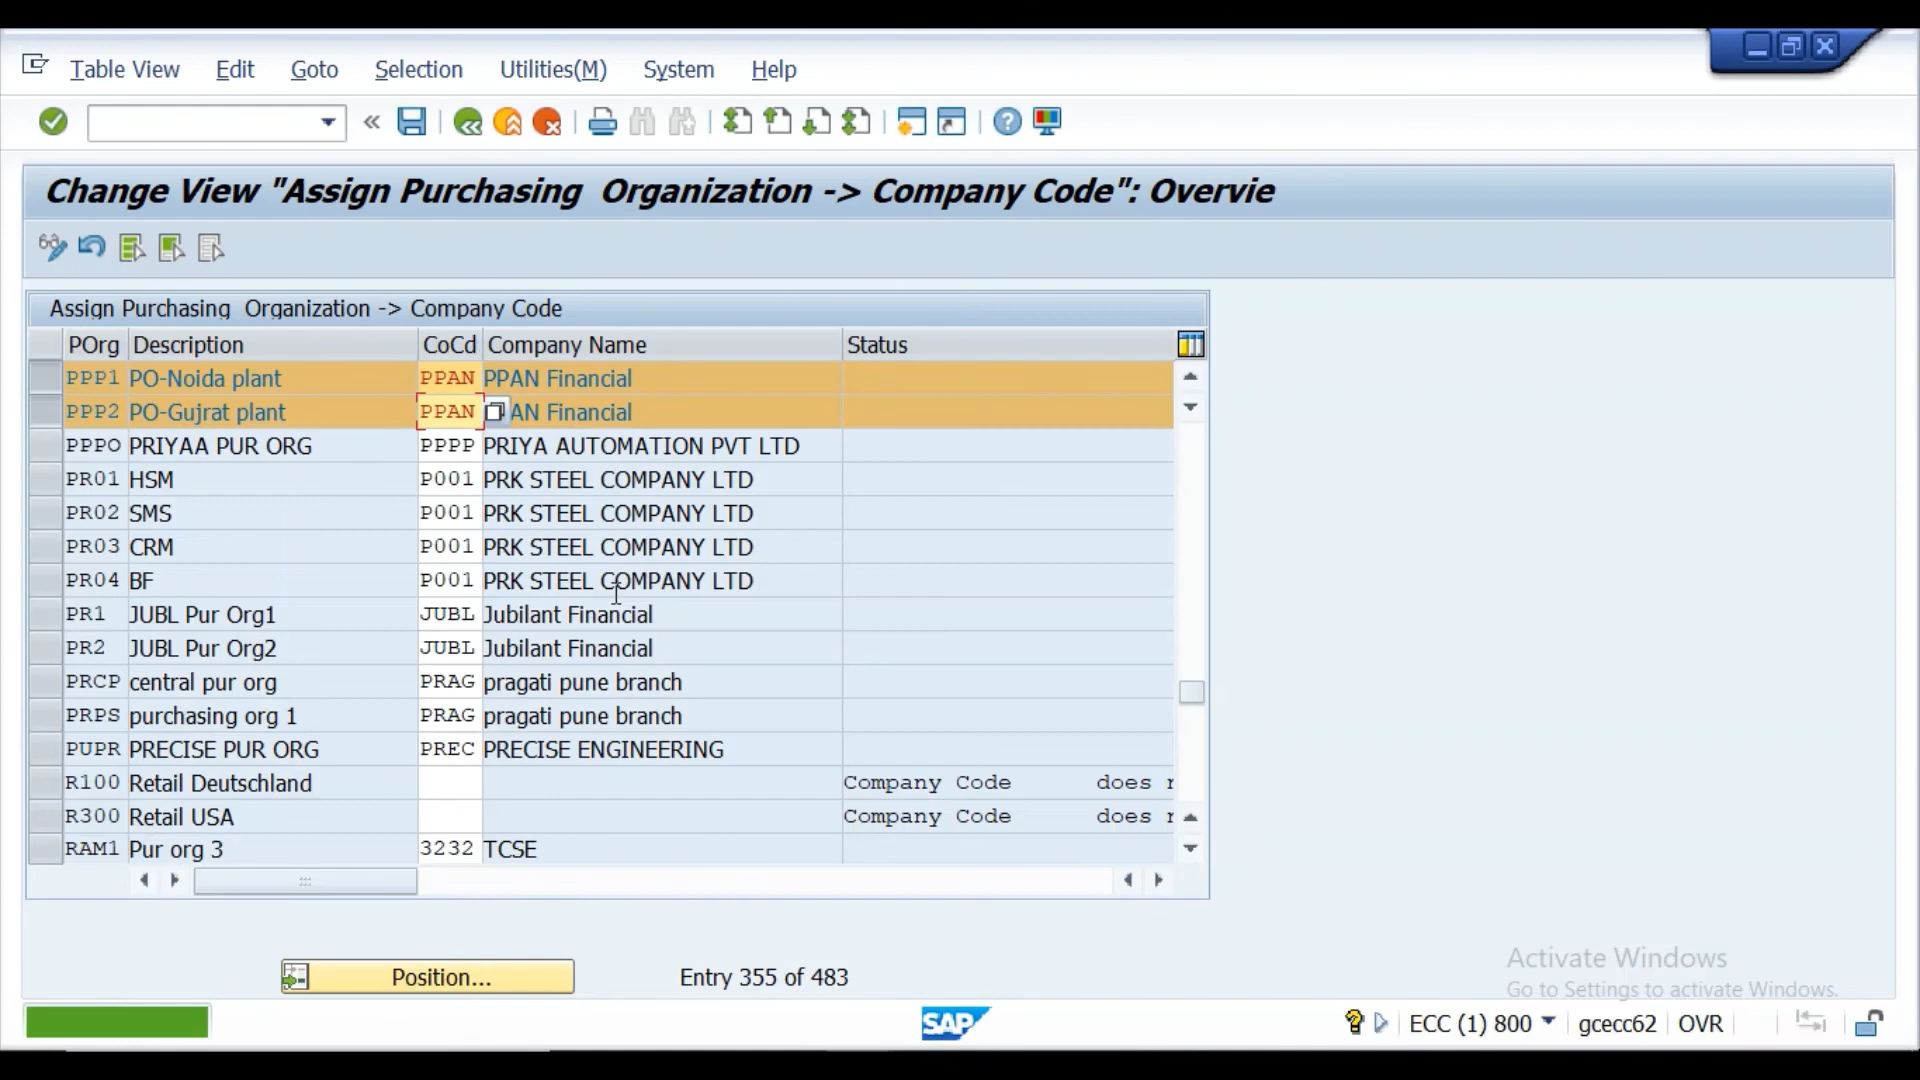 Table View Edit Goto Selection Utilities(M) System Help
Change View "Assign Purchasing Organization -> Company Code": Overvie
Assign Purchasing Organization -> Company Code
POrg Description CoCd Company Name Status
PPP1 PO-Noida plant PPAN PPAN Financial
PPP2 PO-Gujrat plant PPAN AN Financial
PPPO PRIYAA PUR ORG PPPP PRIYA AUTOMATION PVT LTD
PR01 HSM P001 PRK STEEL COMPANY LTD
PR02 SMS P001 PRK STEEL COMPANY LTD
PR03 CRM P001 PRK STEEL COMPANY LTD
PR04 BF P001 PRK STEEL COMPANY LTD
PR1 JUBL Pur Org1 JUBL Jubilant Financial
PR2 JUBL Pur Org2 JUBL Jubilant Financial
PRCP central pur org PRAG pragati pune branch
PRPS purchasing org 1 PRAG pragati pune branch
PUPR PRECISE PUR ORG PREC PRECISE ENGINEERING
R100 Retail Deutschland Company Code does
R300 Retail USA Company Code does
RAM1 Pur org 3 3232 TCSE
Position... Entry 355 of 483
Activate Windows
Go to Settings to activate Windows.
SAP ECC (1) 800 gcecc62 OVR